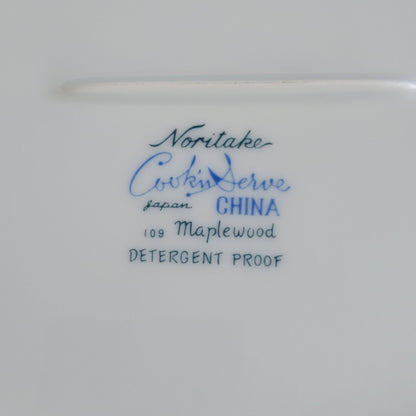 Noritake
Cook'n Serve
Japan CHINA
109 Maplewood
DETERGENT PROOF